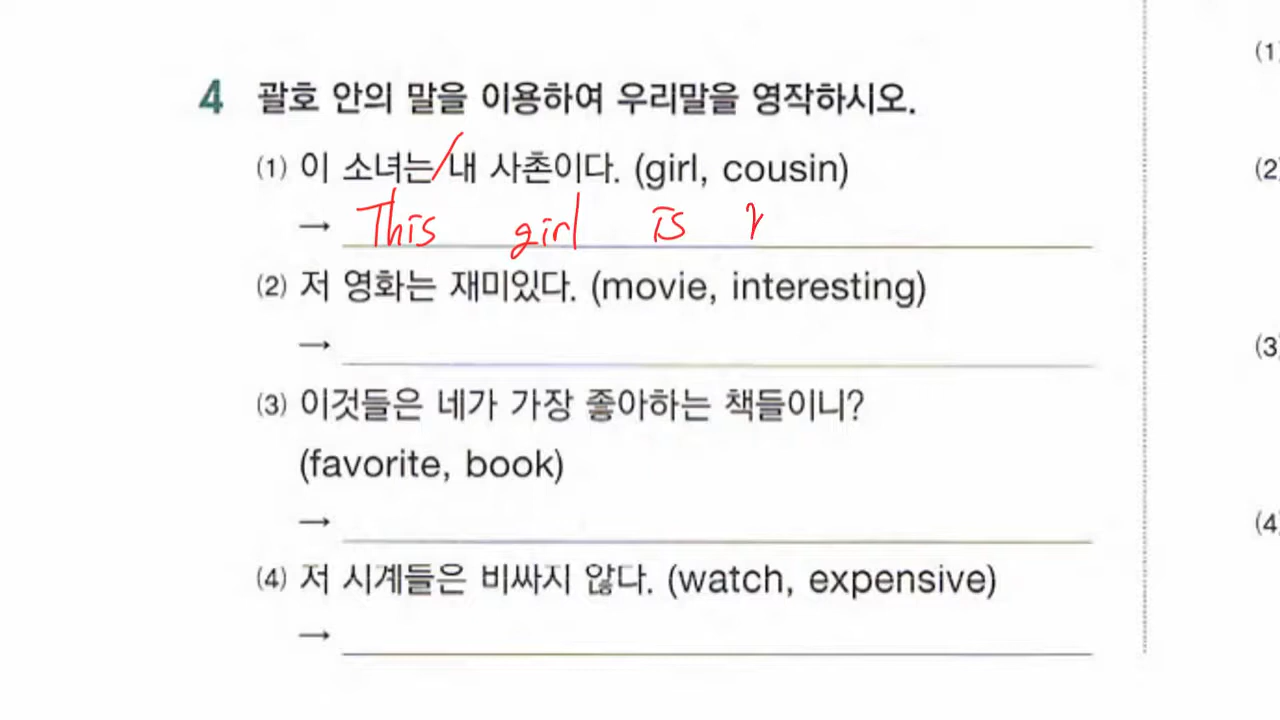 4 괄호 안의 말을 이용하여 우리말을 영작하시오.
(1) 이 소녀는 / 내 사촌이다. (girl, cousin)
→ This girl is
(2) 저 영화는 재미있다. (movie, interesting)
→
(3) 이것들은 네가 가장 좋아하는 책들이니?
(favorite, book)
→
(4) 저 시계들은 비싸지 않다. (watch, expensive)
→
(1)
(2)
(3)
(4)